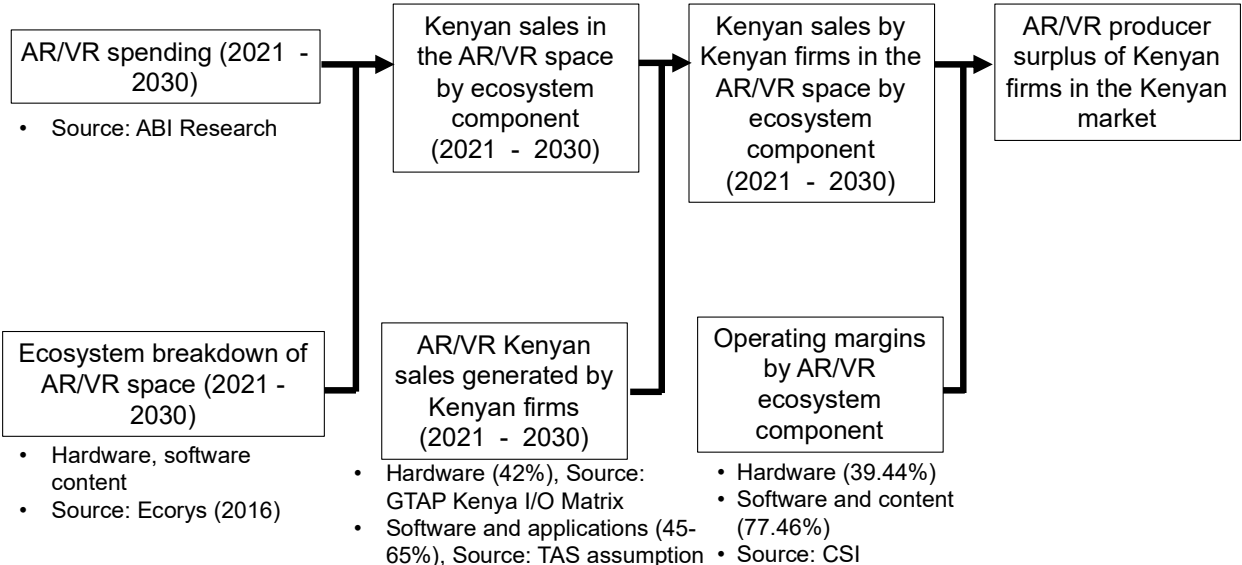 AR/VR spending (2021  -
2030)
• Source: ABI Research
Kenyan sales in
the AR/VR space
by ecosystem
component
(2021  -  2030)
Kenyan sales by
Kenyan firms in the
AR/VR space by
ecosystem
component
(2021  -  2030)
AR/VR producer
surplus of Kenyan
firms in the Kenyan
market
Ecosystem breakdown of
AR/VR space (2021 -
2030)
• Hardware, software
content
• Source: Ecorys (2016)
AR/VR Kenyan
sales generated by
Kenyan firms
(2021  -  2030)
• Hardware (42%), Source:
GTAP Kenya I/O Matrix
• Software and applications (45-
65%), Source: TAS assumption
Operating margins
by AR/VR
ecosystem
component
• Hardware (39.44%)
• Software and content
(77.46%)
• Source: CSI